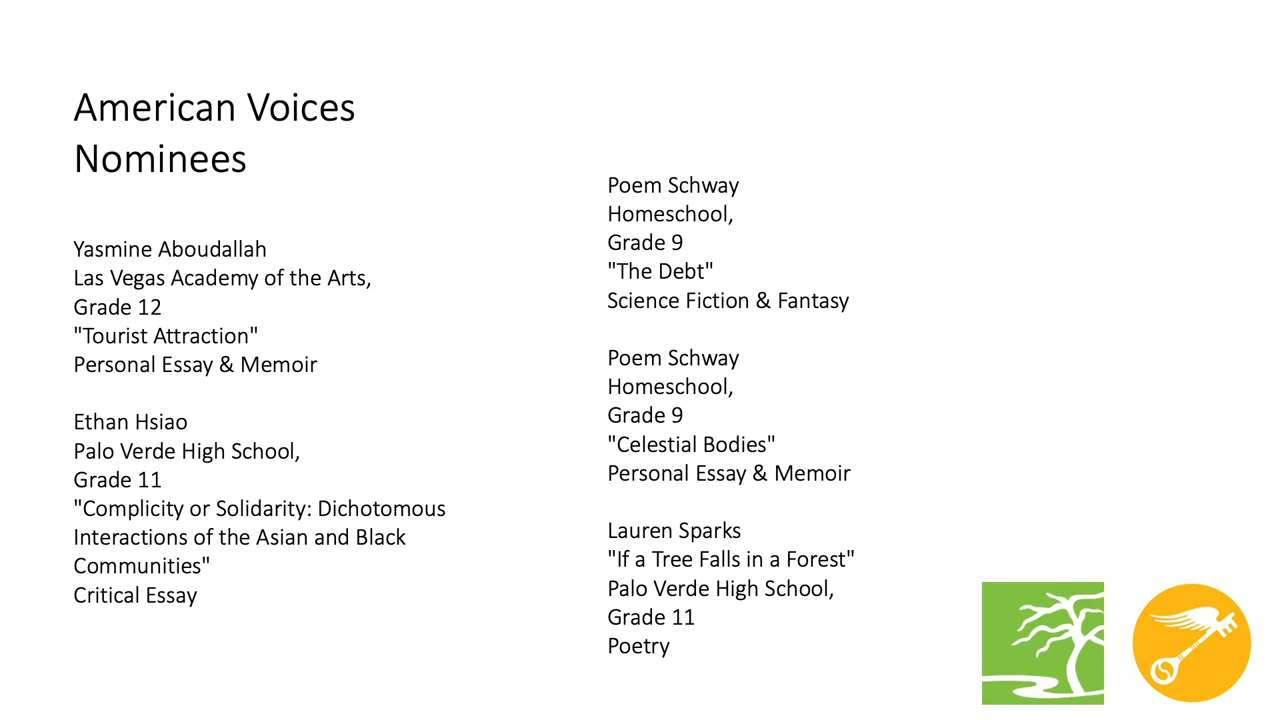 American Voices
Nominees
Yasmine Aboudallah
Las Vegas Academy of the Arts,
Grade 12
"Tourist Attraction"
Personal Essay & Memoir
Ethan Hsiao
Palo Verde High School,
Grade 11
"Complicity or Solidarity: Dichotomous
Interactions of the Asian and Black
Communities"
Critical Essay
Poem Schway
Homeschool,
Grade 9
"The Debt"
Science Fiction & Fantasy
Poem Schway
Homeschool,
Grade 9
"Celestial Bodies"
Personal Essay & Memoir
Lauren Sparks
"If a Tree Falls in a Forest"
Palo Verde High School,
Grade 11
Poetry